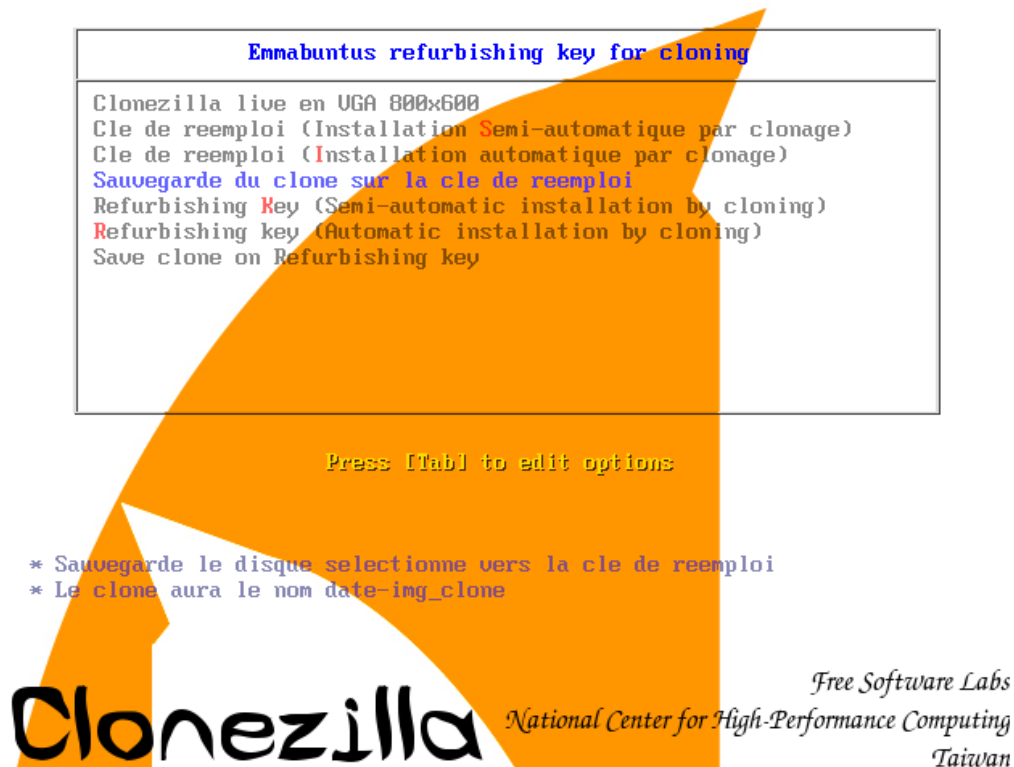 Emmabuntus refurbishing key for cloning
Clonezilla live en VGA 800x600
Cle de reemploi (Installation Semi-automatique par clonage)
Cle de reemploi (Installation automatique par clonage)
Sauvegarde du clone sur la cle de reemploi
Refurbishing Key (Semi-automatic installation by cloning)
Refurbishing key (Automatic installation by cloning)
Save clone on Refurbishing key
Press [Tab] to edit options
* Sauvegarde le disque selectionne vers la cle de reemploi
* Le clone aura le nom date-img_clone
Clonezilla
Free Software Labs
National Center for High-Performance Computing
Taiwan